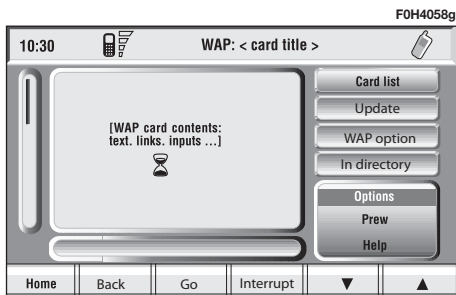 F0H4058g
10:30 WAP: < card title >
Card list
Update
[WAP card contents:
text. links. inputs ...]
WAP option
In directory
Options
Prew
Help
Home Back Go Interrupt ▼ ▲